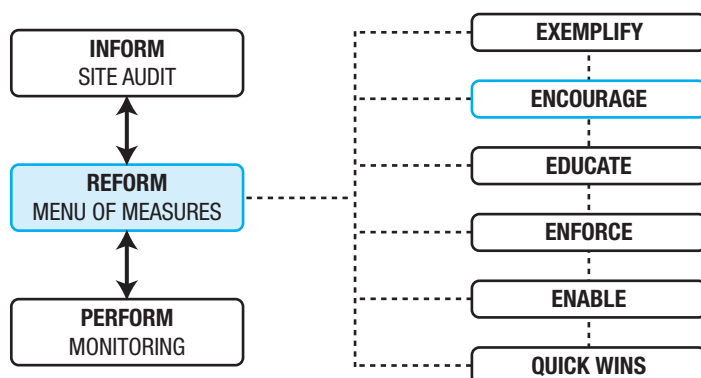 INFORM
SITE AUDIT
REFORM
MENU OF MEASURES
PERFORM
MONITORING
EXEMPLIFY
ENCOURAGE
EDUCATE
ENFORCE
ENABLE
QUICK WINS